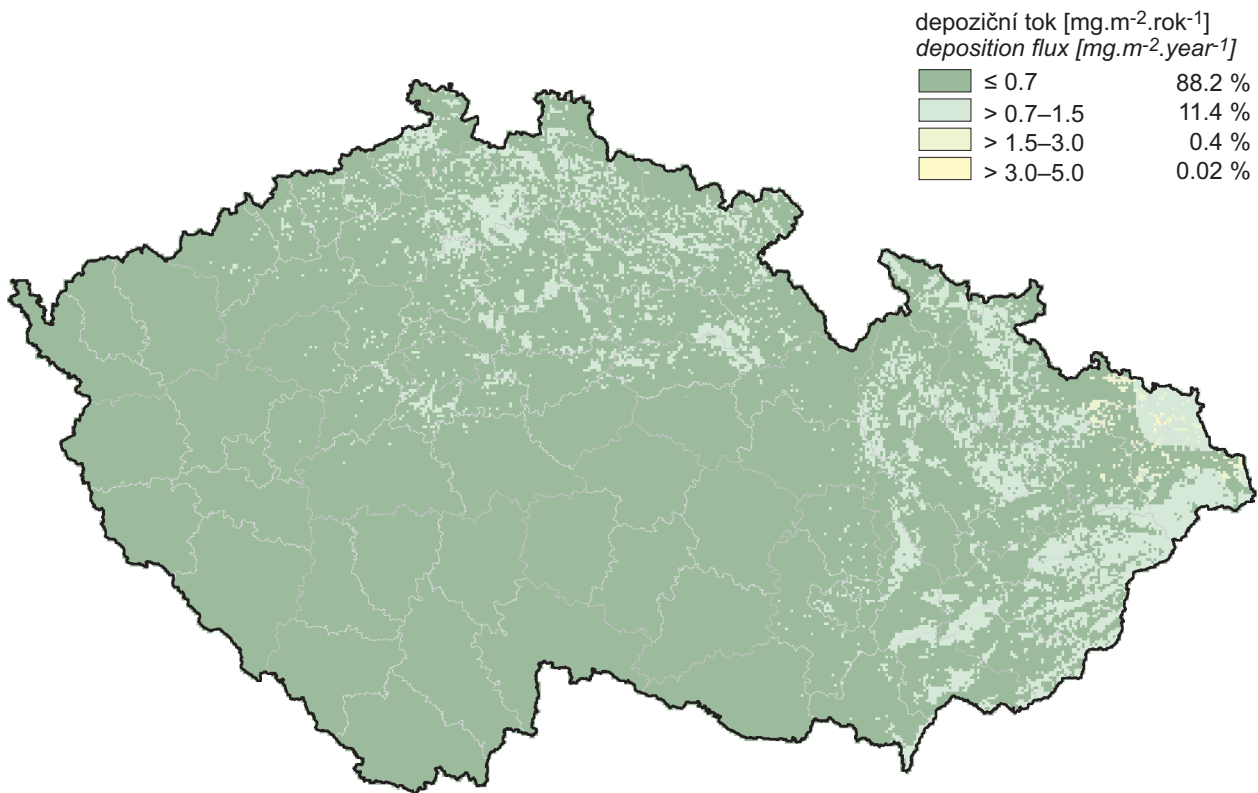 depoziční tok [mg.m-2.rok-1]
deposition flux [mg.m-2.year-1]
≤ 0.7 88.2 %
> 0.7–1.5 11.4 %
> 1.5–3.0 0.4 %
> 3.0–5.0 0.02 %